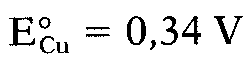 E°Cu = 0,34 V